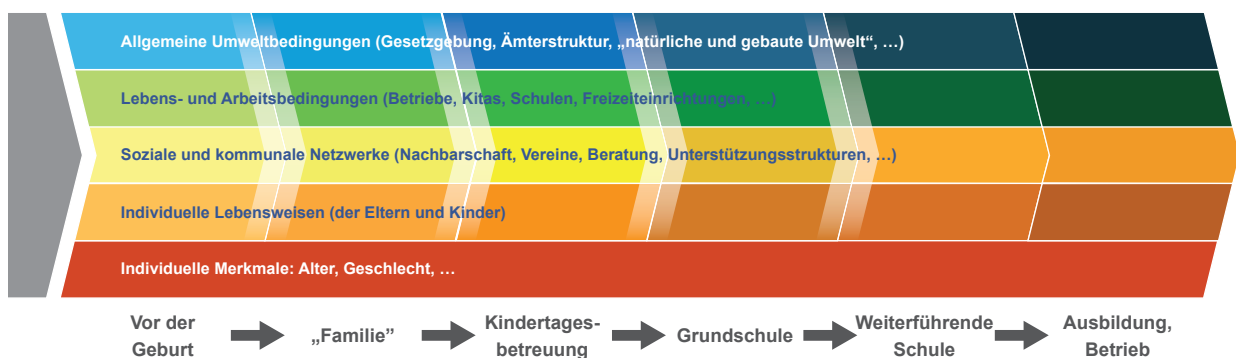 Allgemeine Umweltbedingungen (Gesetzgebung, Ämterstruktur, „natürliche und gebaute Umwelt“, …)
Lebens- und Arbeitsbedingungen (Betriebe, Kitas, Schulen, Freizeiteinrichtungen, …)
Soziale und kommunale Netzwerke (Nachbarschaft, Vereine, Beratung, Unterstützungsstrukturen, …)
Individuelle Lebensweisen (der Eltern und Kinder)
Individuelle Merkmale: Alter, Geschlecht, …
Vor der
Geburt
„Familie”
Kindertages-
betreuung
Grundschule
Weiterführende
Schule
Ausbildung,
Betrieb